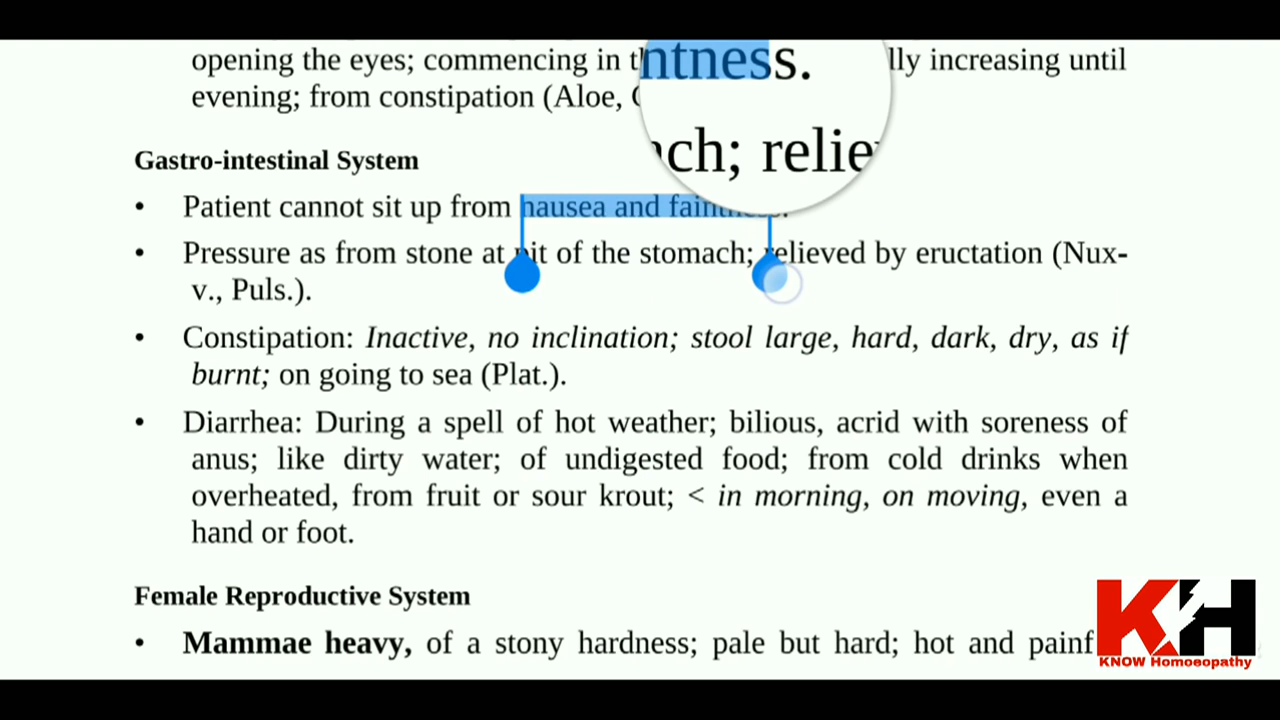 opening the eyes; commencing in t lly increasing until
evening; from constipation (Aloe,
ntness.
ch; relie
Gastro-intestinal System
• Patient cannot sit up from nausea and faintness.
• Pressure as from stone at pit of the stomach; relieved by eructation (Nux-
v., Puls.).
• Constipation: Inactive, no inclination; stool large, hard, dark, dry, as if
burnt; on going to sea (Plat.).
• Diarrhea: During a spell of hot weather; bilious, acrid with soreness of
anus; like dirty water; of undigested food; from cold drinks when
overheated, from fruit or sour krout; < in morning, on moving, even a
hand or foot.
Female Reproductive System
• Mammae heavy, of a stony hardness; pale but hard; hot and painf
KH
KNOW Homoeopathy